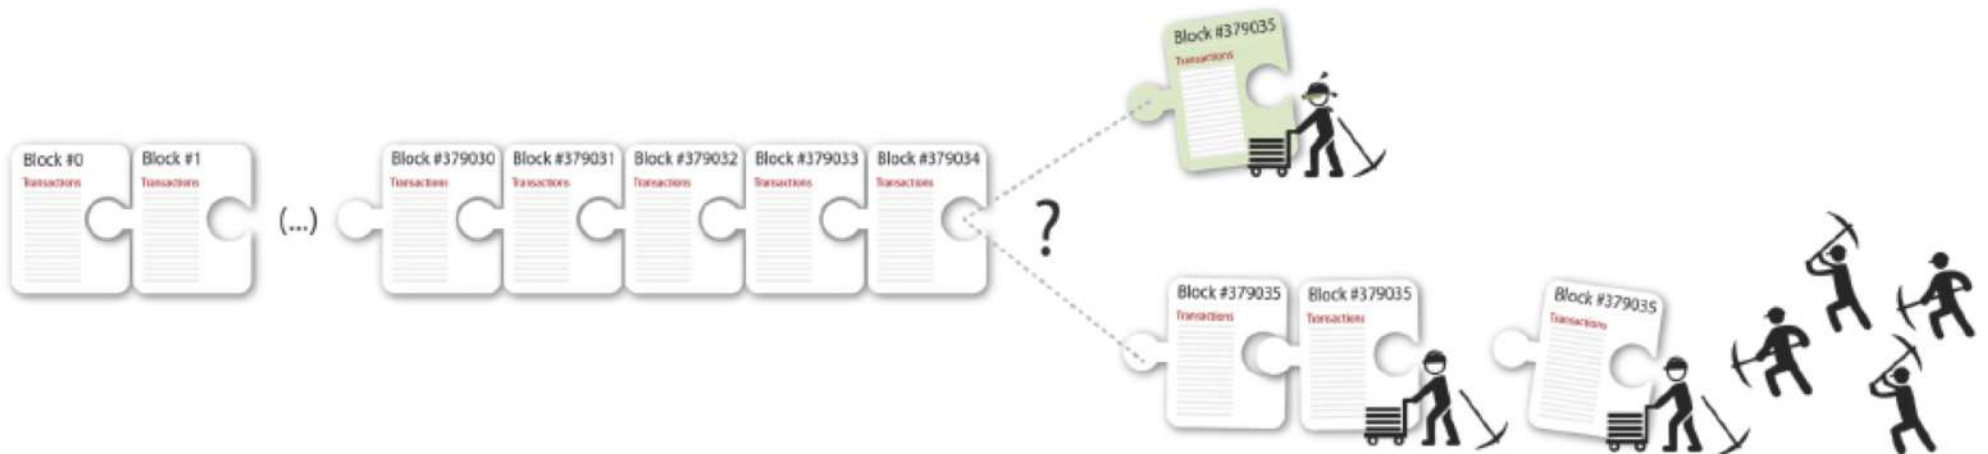 Block #0
Transactions
Block #1
Transactions
(...)
Block #379030
Transactions
Block #379031
Transactions
Block #379032
Transactions
Block #379033
Transactions
Block #379034
Transactions
?
Block #379035
Transactions
Block #379035
Transactions
Block #379035
Transactions
Block #379035
Transactions